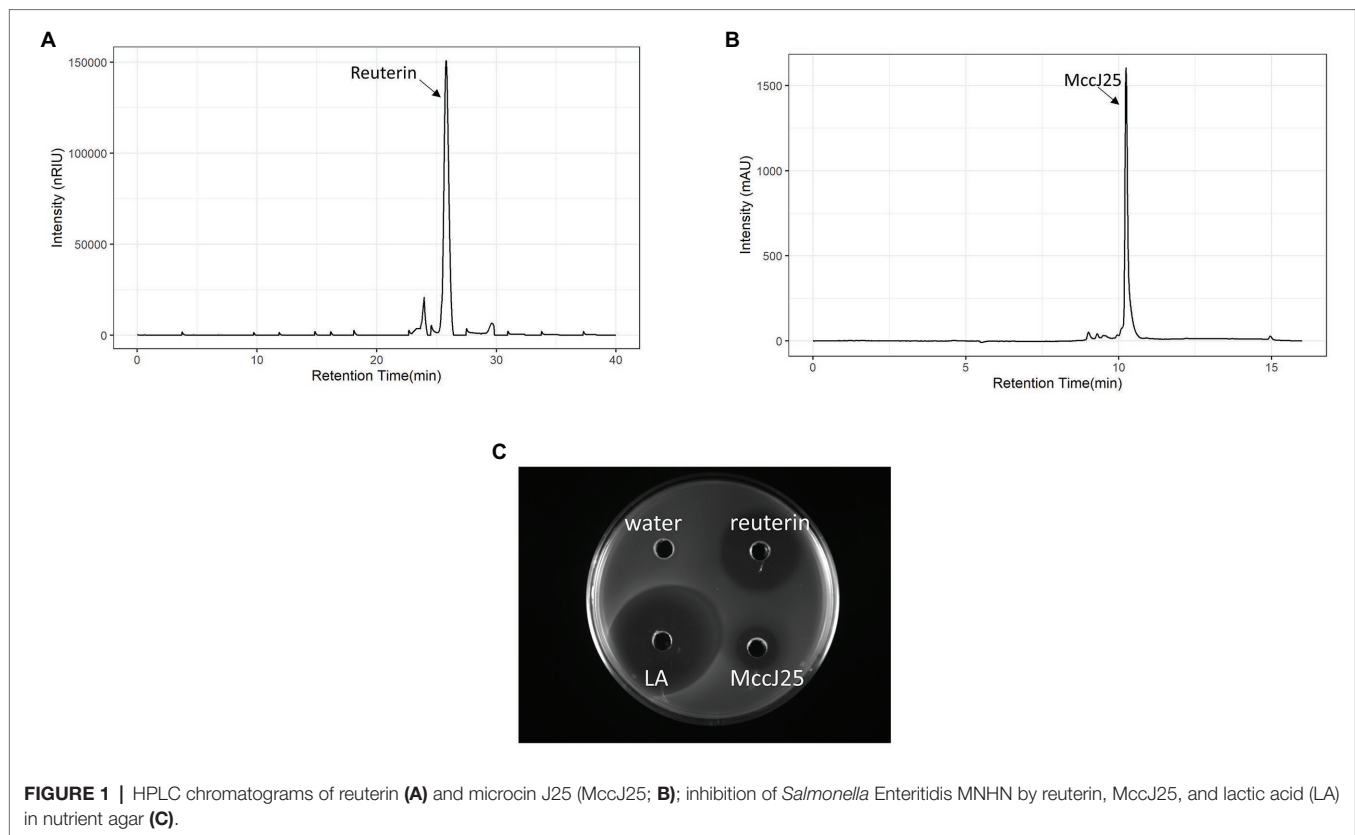 A
150000
100000
50000
0
Intensity (nRIU)
Reuterin
0 10 20 30 40
Retention Time(min)
B
1500
1000
500
0
Intensity (mAU)
MccJ25
0 5 10 15
Retention Time(min)
C
water reuterin
LA MccJ25
FIGURE 1 | HPLC chromatograms of reuterin (A) and microcin J25 (MccJ25; B); inhibition of Salmonella Enteritidis MNHN by reuterin, MccJ25, and lactic acid (LA)
in nutrient agar (C).